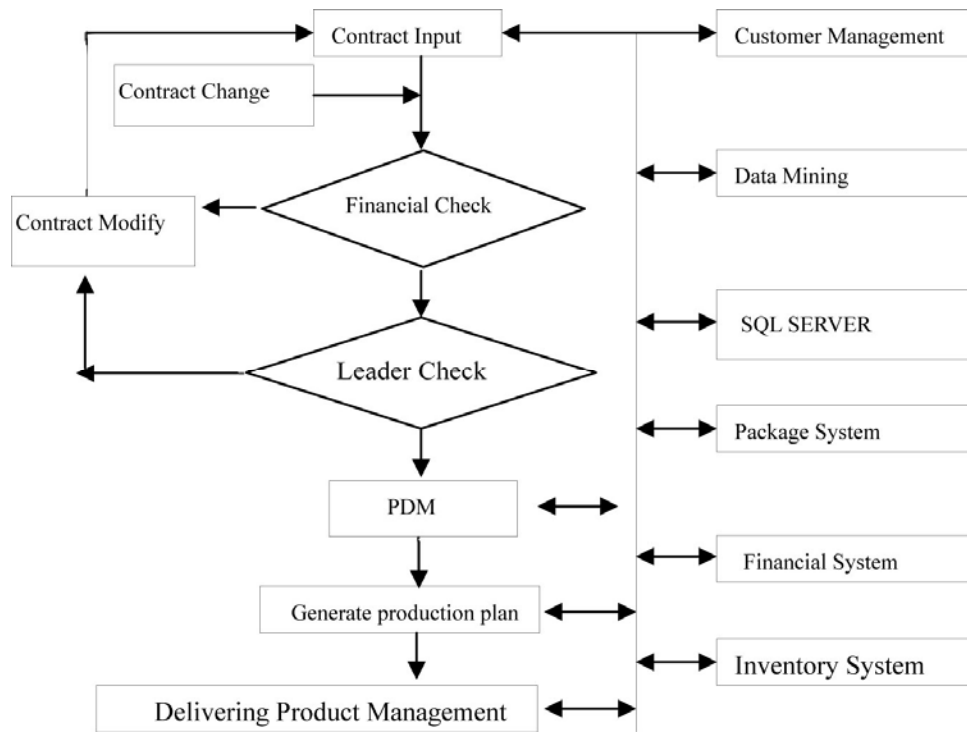 Contract Input
Customer Management
Contract Change
Data Mining
Financial Check
Contract Modify
SQL SERVER
Leader Check
Package System
PDM
Financial System
Generate production plan
Inventory System
Delivering Product Management